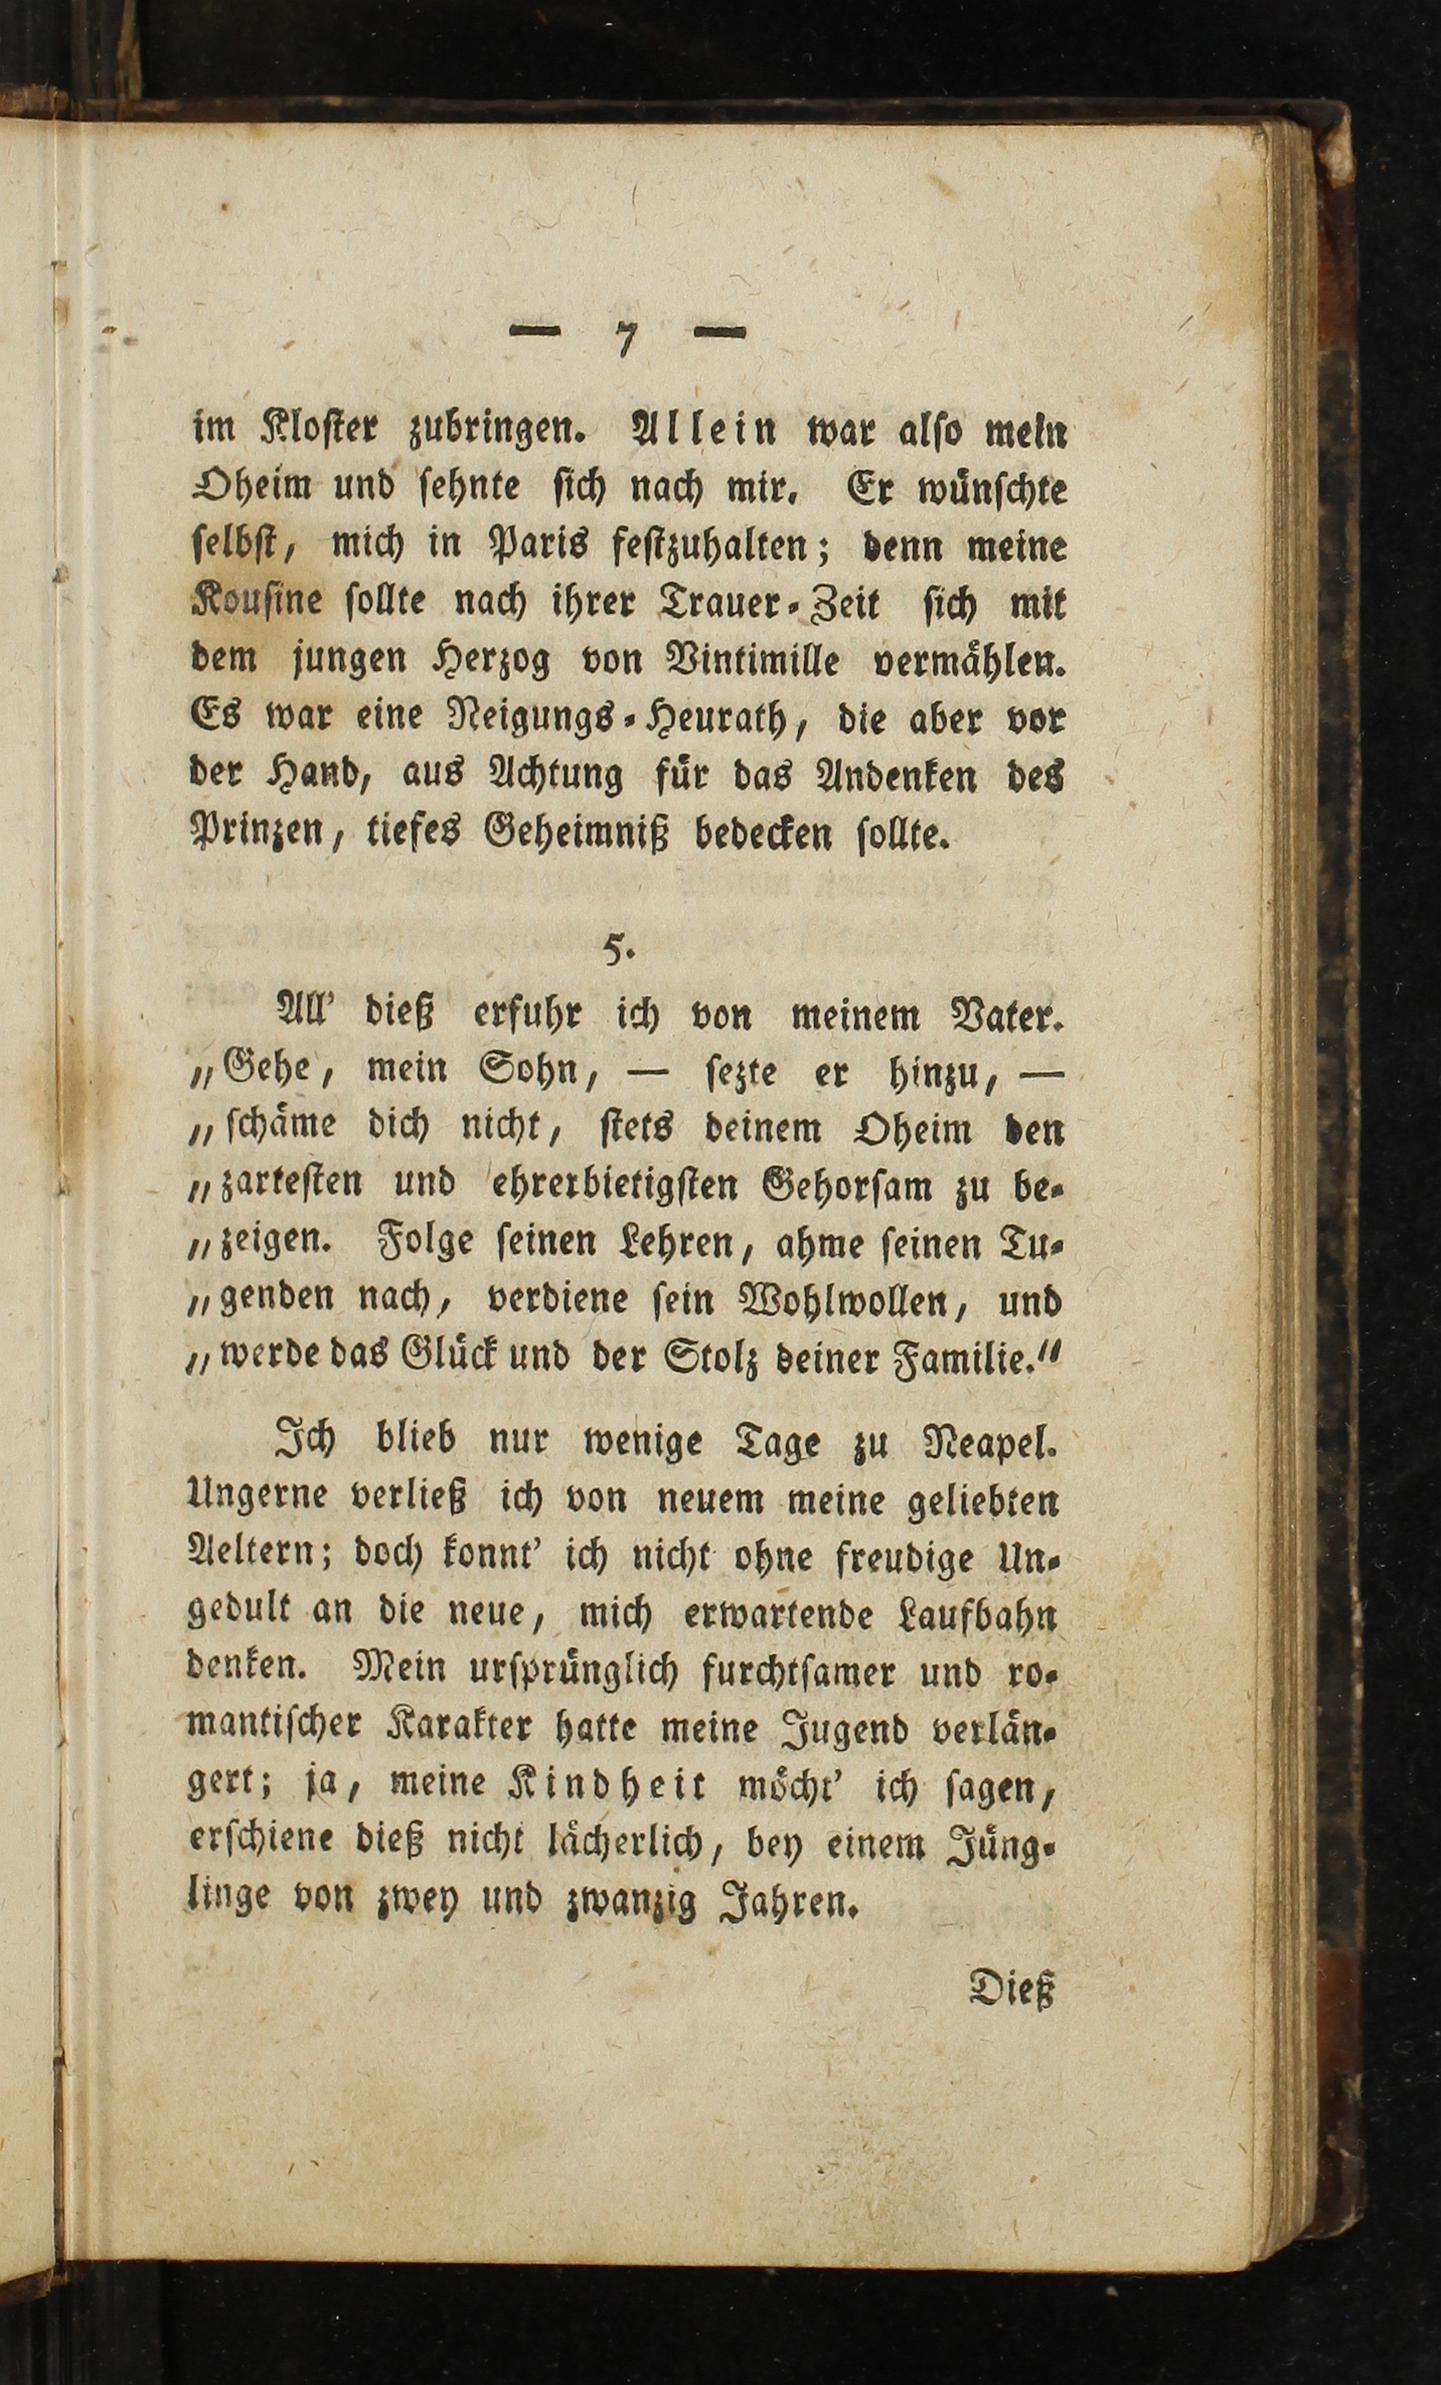 — 7 —
im Kloster zubringen. Allein war also mein
Oheim und sehnte sich nach mir. Er wünschte
selbst, mich in Paris festzuhalten; denn meine
Kousine sollte nach ihrer Trauer-Zeit sich mit
dem jungen Herzog von Vintimille vermählen.
Es war eine Neigungs-Heurath, die aber vor
der Hand, aus Achtung für das Andenken des
Prinzen, tiefes Geheimniß bedecken sollte.
5.
All' dieß erfuhr ich von meinem Vater.
„Gehe, mein Sohn, — sezte er hinzu, —
„schäme dich nicht, stets deinem Oheim den
„zartesten und ehrerbietigsten Gehorsam zu be-
„zeigen. Folge seinen Lehren, ahme seinen Tu-
„genden nach, verdiene sein Wohlwollen, und
„werde das Glück und der Stolz deiner Familie.“
Ich blieb nur wenige Tage zu Neapel.
Ungerne verließ ich von neuem meine geliebten
Aeltern; doch konnt' ich nicht ohne freudige Un-
gedult an die neue, mich erwartende Laufbahn
denken. Mein ursprünglich furchtsamer und ro-
mantischer Karakter hatte meine Jugend verlän-
gert; ja, meine Kindheit möcht' ich sagen,
erschiene dieß nicht lächerlich, bey einem Jüng-
linge von zwey und zwanzig Jahren.
Dieß